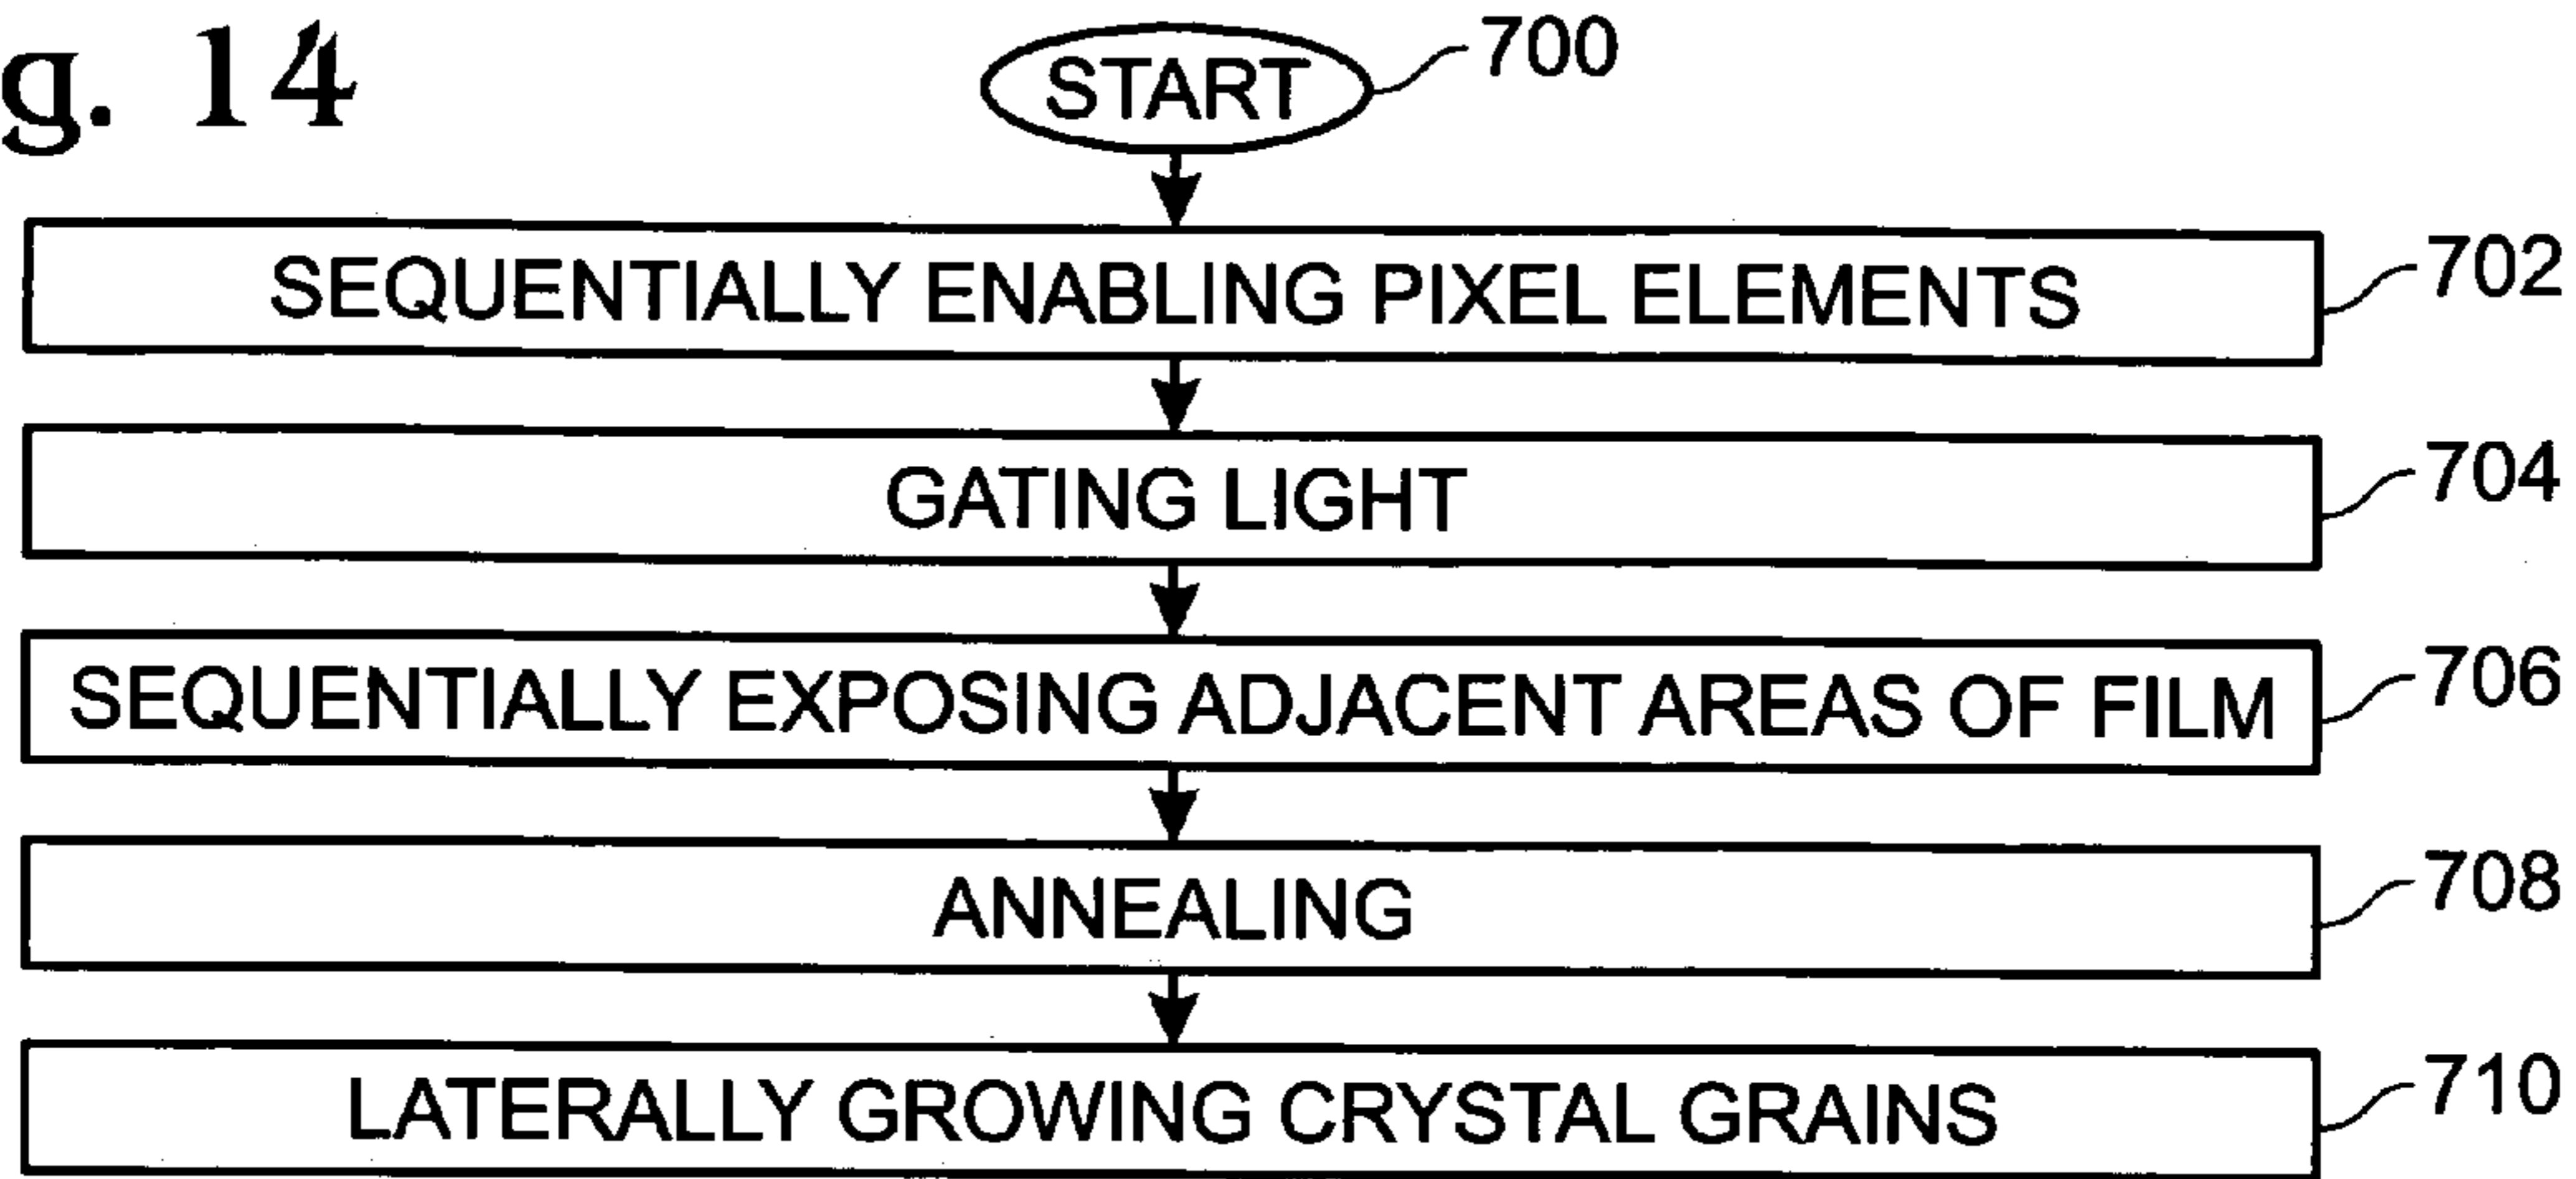 g. 14
START
700
SEQUENTIALLY ENABLING PIXEL ELEMENTS
702
GATING LIGHT
704
SEQUENTIALLY EXPOSING ADJACENT AREAS OF FILM
706
ANNEALING
708
LATERALLY GROWING CRYSTAL GRAINS
710